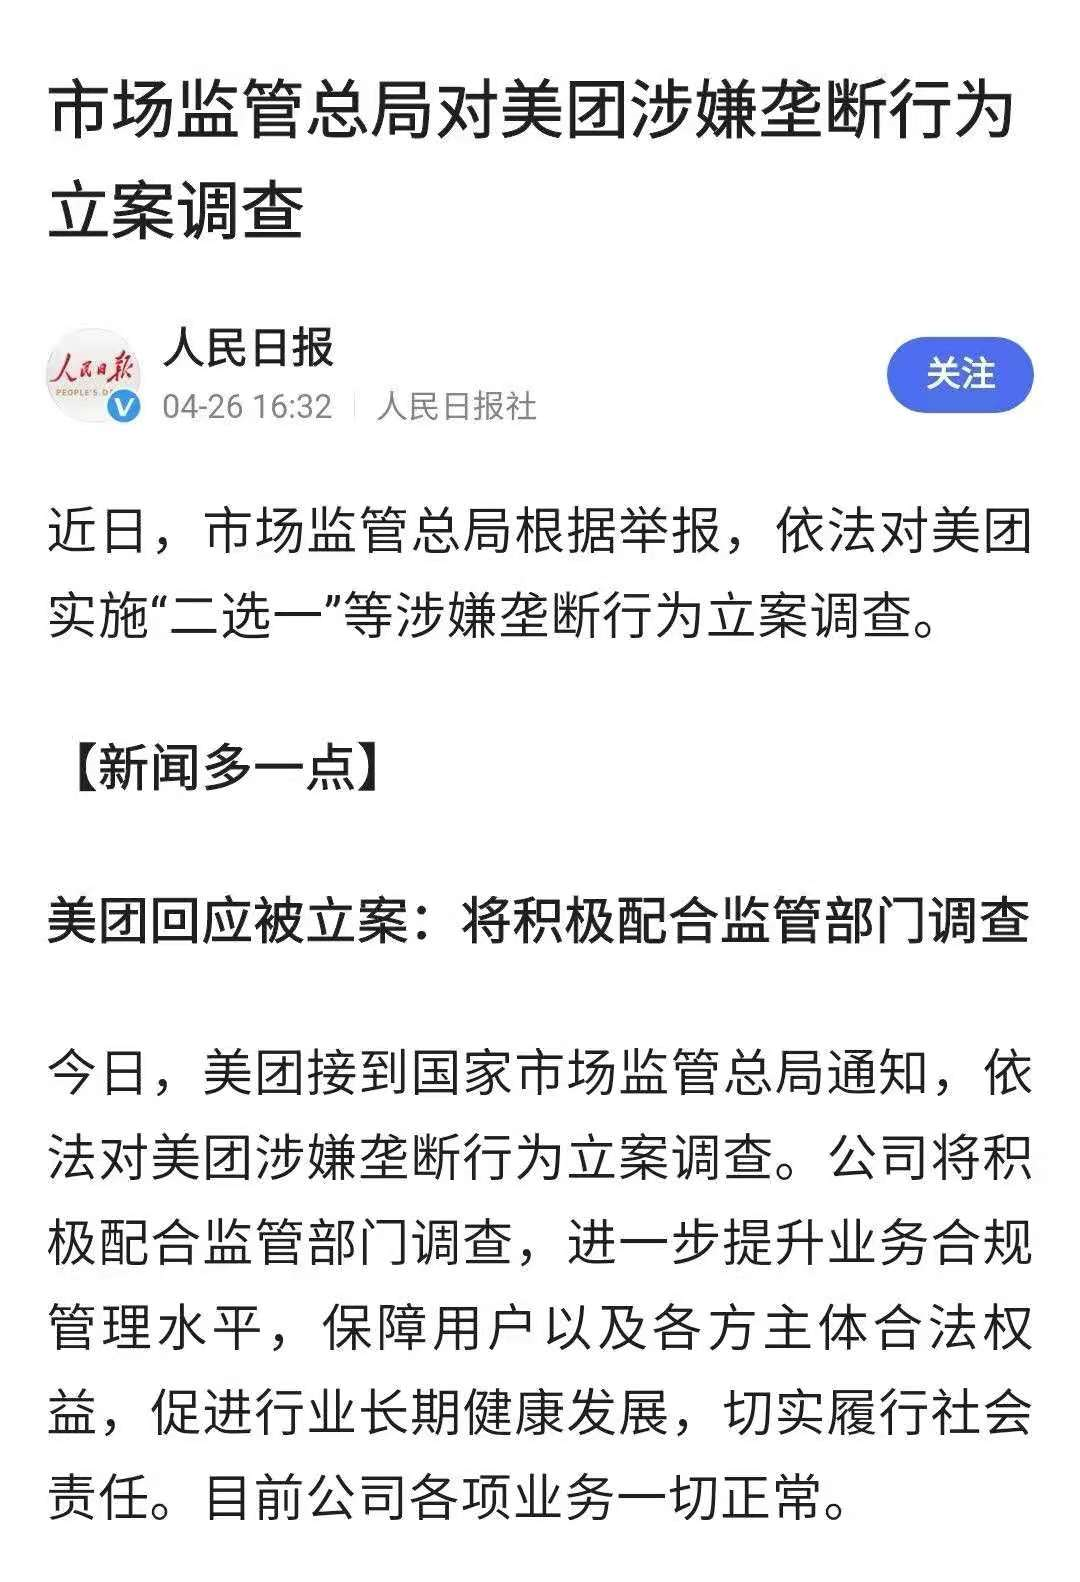 市场监管总局对美团涉嫌垄断行为
立案调查
人民日报
人民日报
PEOPLE'S D
04-26 16:32 人民日报社
关注
近日，市场监管总局根据举报，依法对美团
实施“二选一”等涉嫌垄断行为立案调查。
【新闻多一点】
美团回应被立案：将积极配合监管部门调查
今日，美团接到国家市场监管总局通知，依
法对美团涉嫌垄断行为立案调查。公司将积
极配合监管部门调查，进一步提升业务合规
管理水平，保障用户以及各方主体合法权
益，促进行业长期健康发展，切实履行社会
责任。目前公司各项业务一切正常。